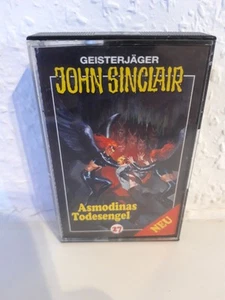 GEISTERJÄGER
JOHN SINCLAIR
Asmodinas
Todesengel
27
NEU